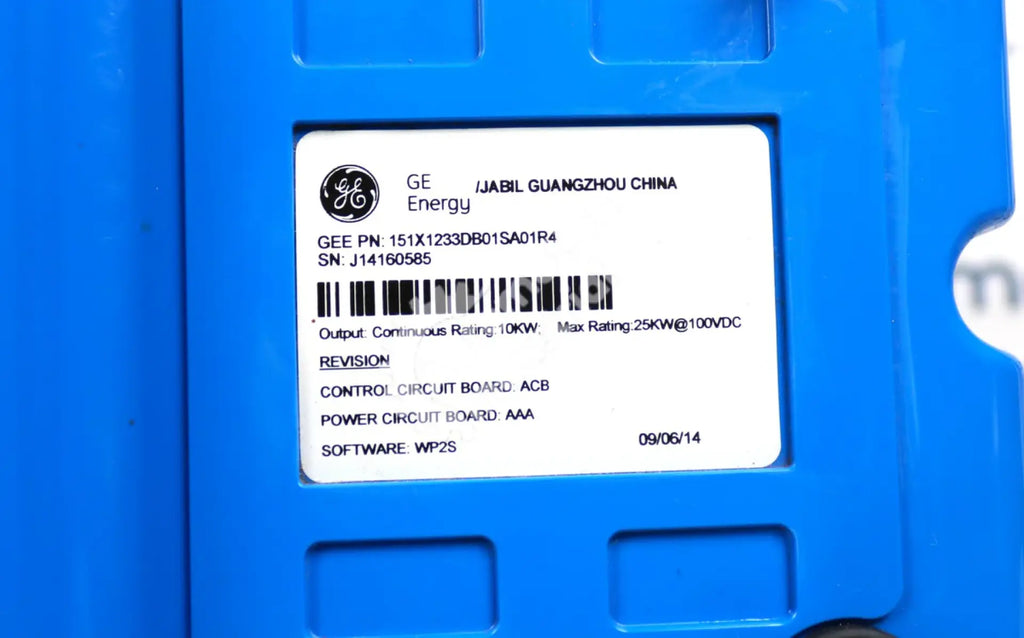 GE
Energy
/JABIL GUANGZHOU CHINA
GEE PN: 151X1233DB01SA01R4
SN: J14160585
Output: Continuous Rating:10KW; Max Rating:25KW@100VDC
REVISION
CONTROL CIRCUIT BOARD: ACB
POWER CIRCUIT BOARD: AAA
SOFTWARE: WP2S
09/06/14